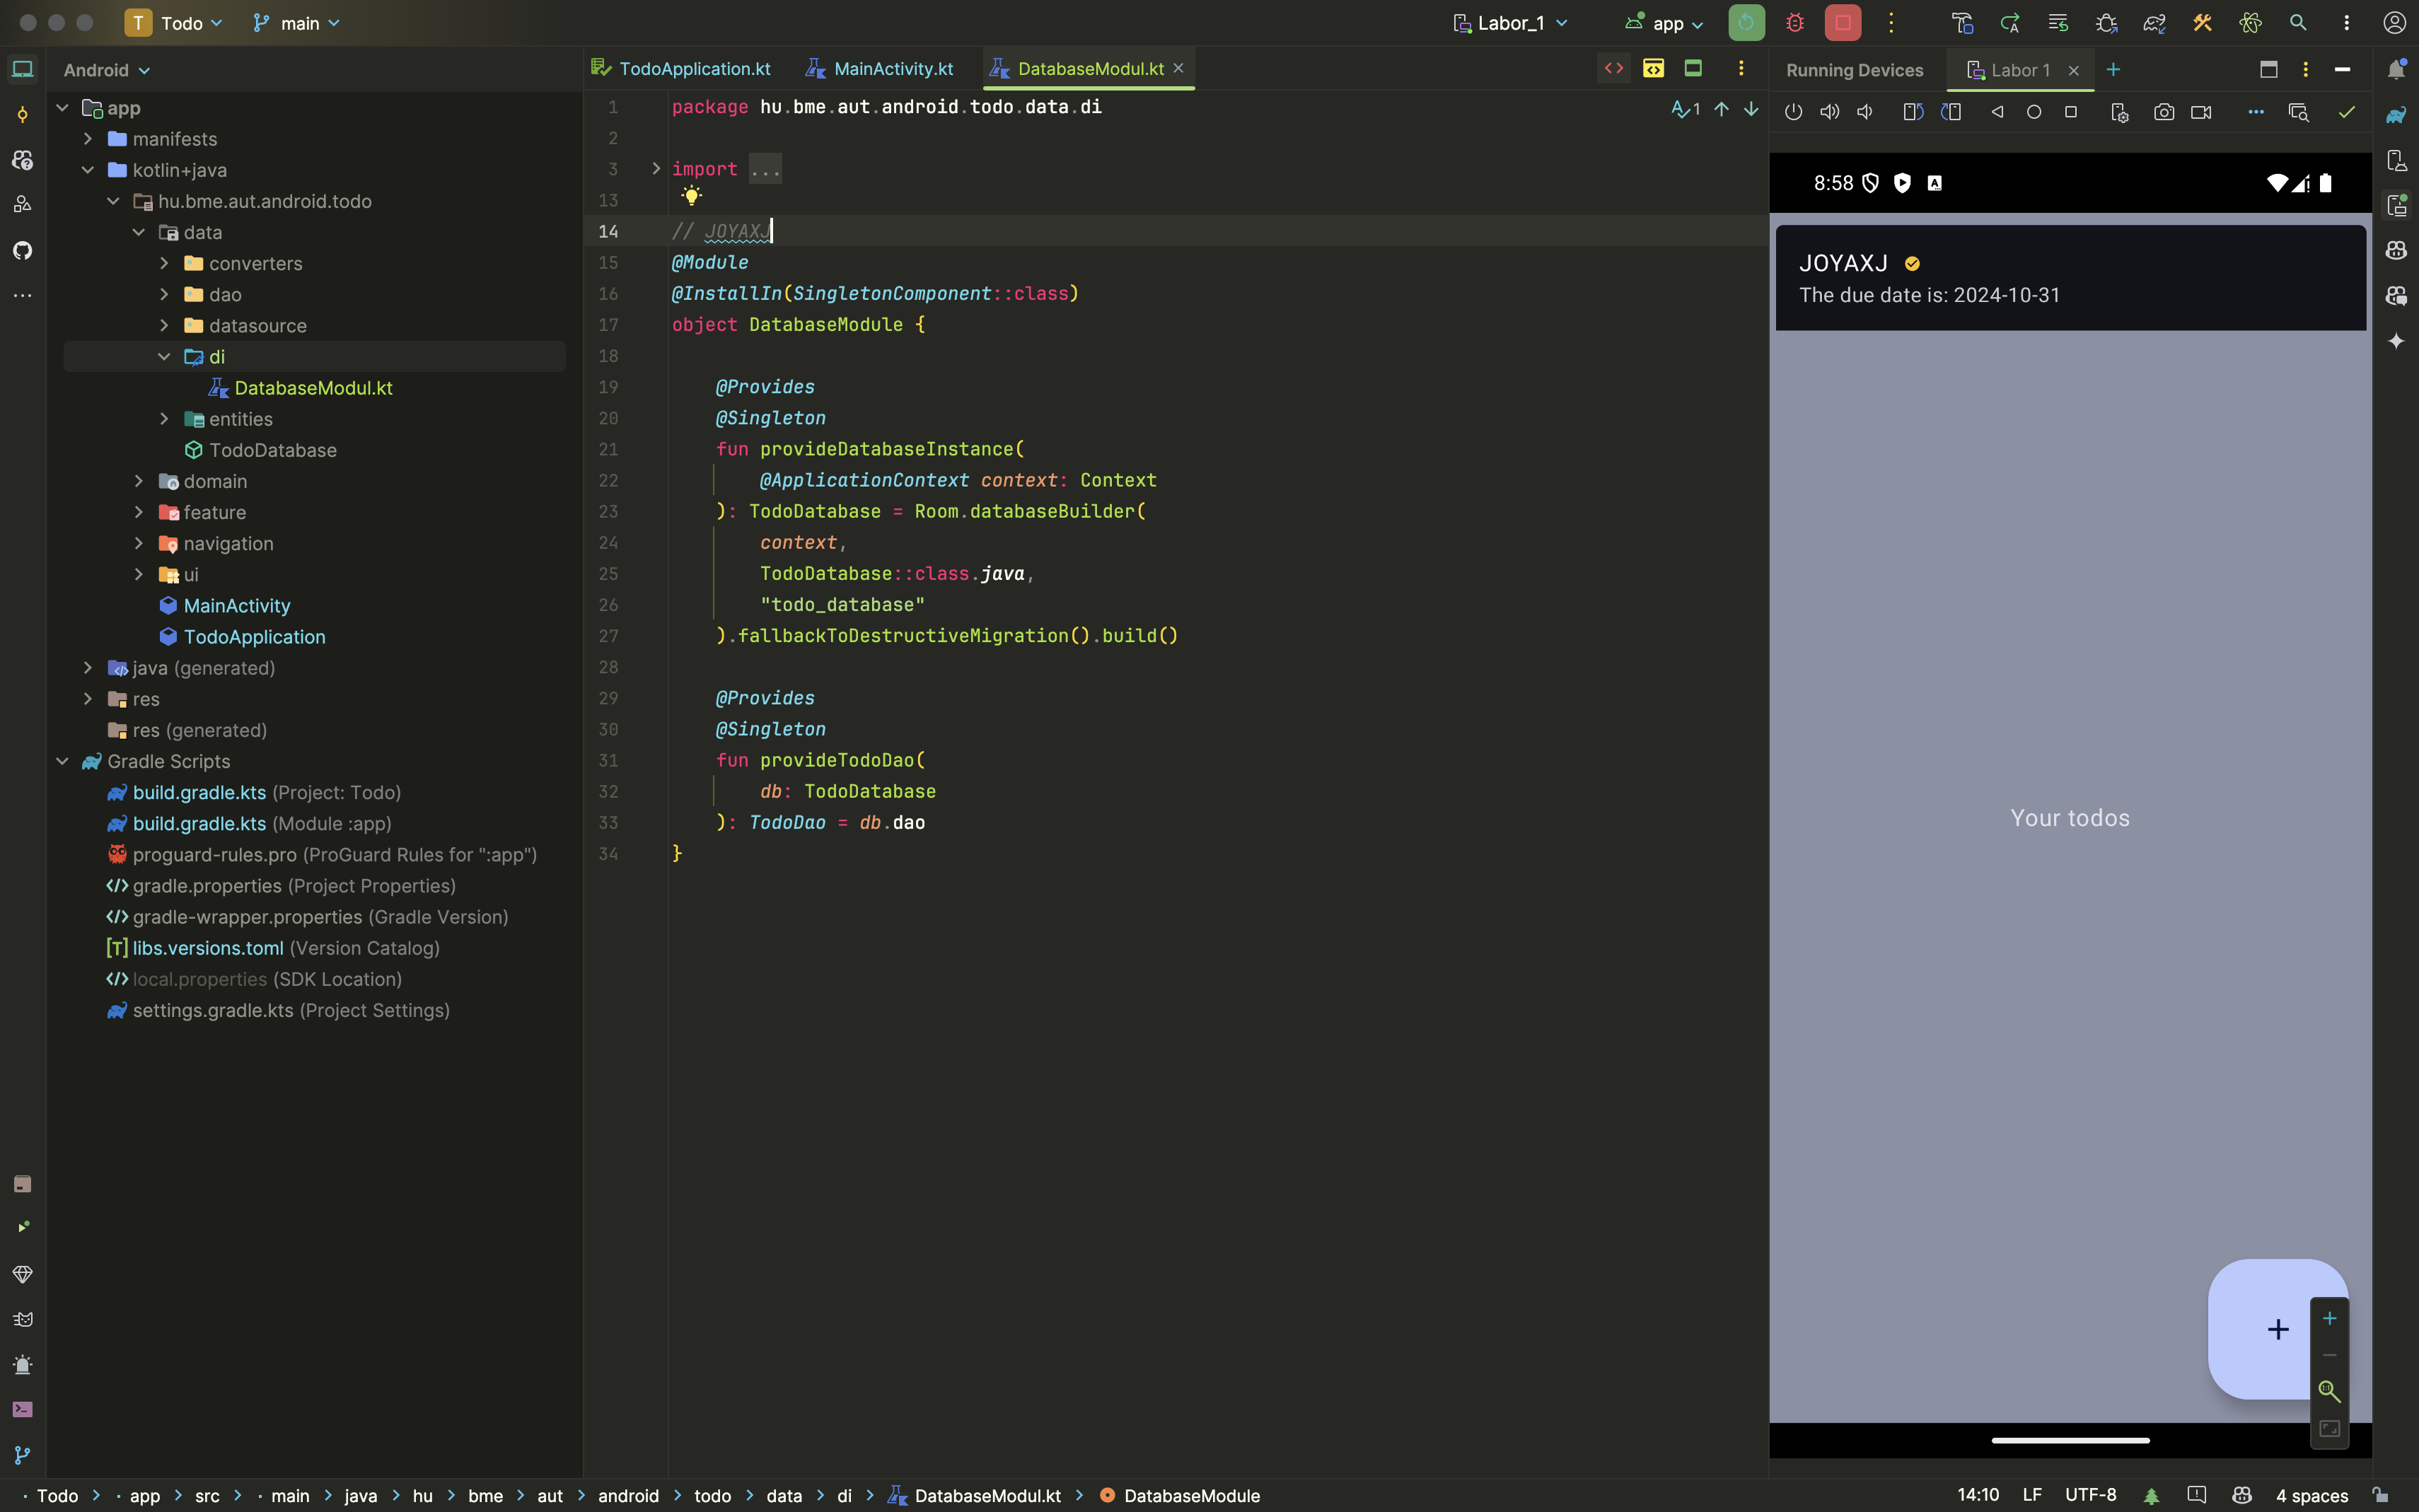 T Todo main Labor_1 app
Android
app
manifests
kotlin+java
hu.bme.aut.android.todo
data
converters
dao
datasource
di
DatabaseModul.kt
entities
TodoDatabase
domain
feature
navigation
ui
MainActivity
TodoApplication
java (generated)
res
res (generated)
Gradle Scripts
build.gradle.kts (Project: Todo)
build.gradle.kts (Module :app)
proguard-rules.pro (ProGuard Rules for ":app")
gradle.properties (Project Properties)
gradle-wrapper.properties (Gradle Version)
libs.versions.toml (Version Catalog)
local.properties (SDK Location)
settings.gradle.kts (Project Settings)
TodoApplication.kt MainActivity.kt DatabaseModul.kt
1 package hu.bme.aut.android.todo.data.di 1
2
3 import ...
13
14 // JOYAXJ
15 @Module
16 @InstallIn(SingletonComponent::class)
17 object DatabaseModule {
18
19 @Provides
20 @Singleton
21 fun provideDatabaseInstance(
22 @ApplicationContext context: Context
23 ): TodoDatabase = Room.databaseBuilder(
24 context,
25 TodoDatabase::class.java,
26 "todo_database"
27 ).fallbackToDestructiveMigration().build()
28
29 @Provides
30 @Singleton
31 fun provideTodoDao(
32 db: TodoDatabase
33 ): TodoDao = db.dao
34 }
Running Devices Labor 1
8:58
JOYAXJ
The due date is: 2024-10-31
Your todos
+
Todo > app > src > main > java > hu > bme > aut > android > todo > data > di > DatabaseModul.kt > DatabaseModule
14:10 LF UTF-8 4 spaces